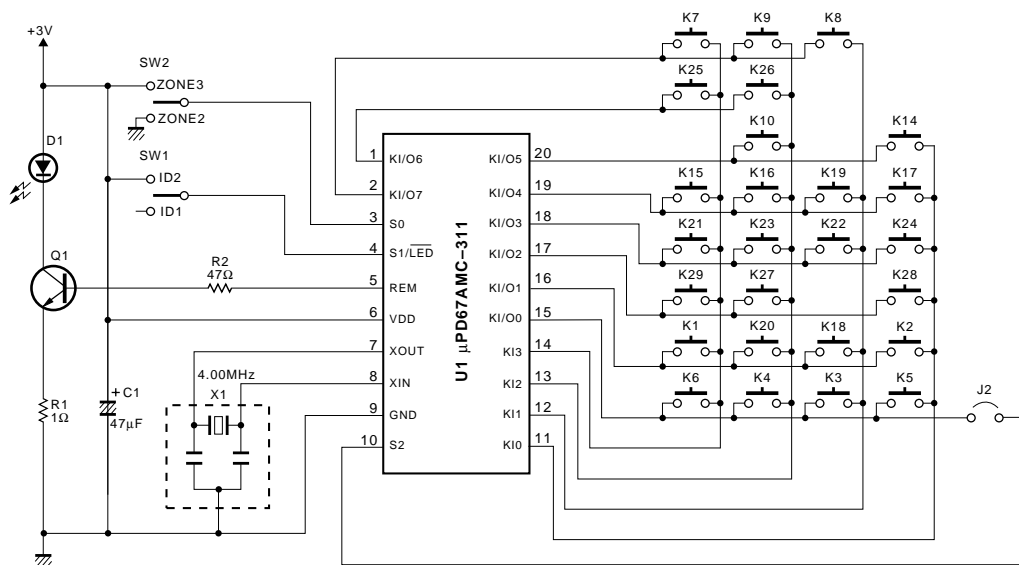 +3V
SW2
ZONE3
ZONE2
D1
SW1
ID2
ID1
Q1
R2
47Ω
R1
1Ω
+C1
47μF
4.00MHz
X1
1 KI/O6
2 KI/O7
3 S0
4 S1/LED
5 REM
6 VDD
7 XOUT
8 XIN
9 GND
10 S2
U1 μPD67AMC–311
KI/O5 20
KI/O4 19
KI/O3 18
KI/O2 17
KI/O1 16
KI/O0 15
KI3 14
KI2 13
KI1 12
KI0 11
K7 K9 K8
K25 K26
K10 K14
K15 K16 K19 K17
K21 K23 K22 K24
K29 K27 K28
K1 K20 K18 K2
K6 K4 K3 K5
J2